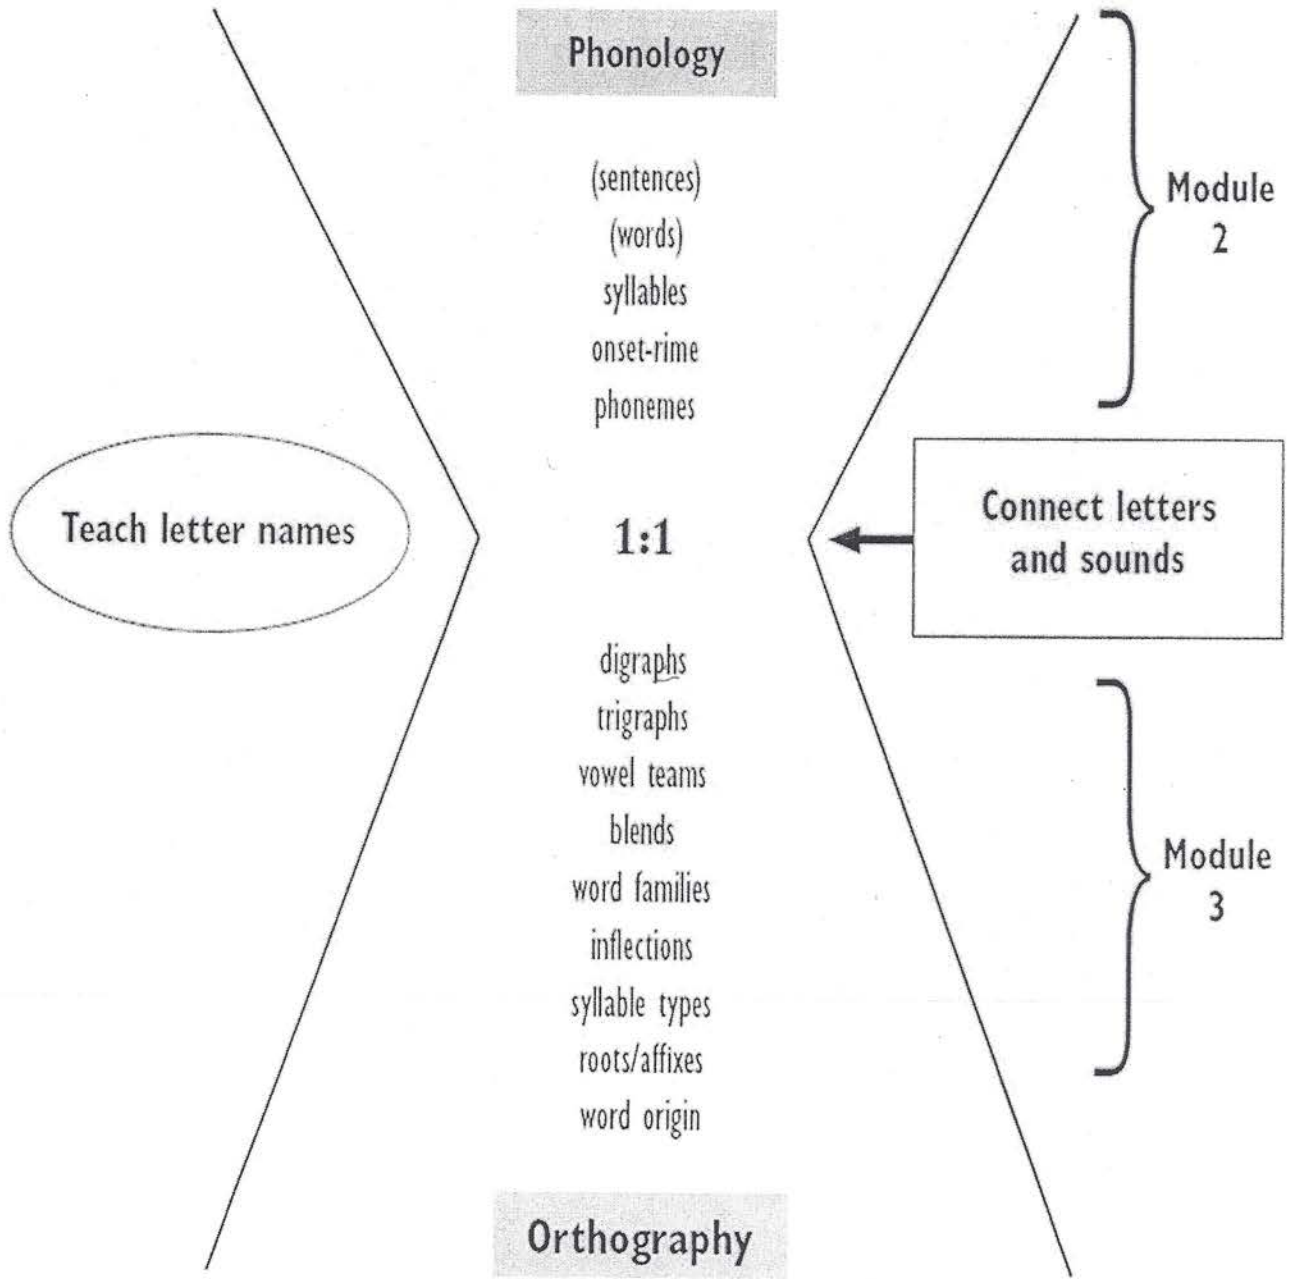 Phonology
(sentences)
(words)
syllables
onset-rime
phonemes
Module
2
Teach letter names
1:1
Connect letters
and sounds
digraphs
trigraphs
vowel teams
blends
word families
inflections
syllable types
roots/affixes
word origin
Module
3
Orthography